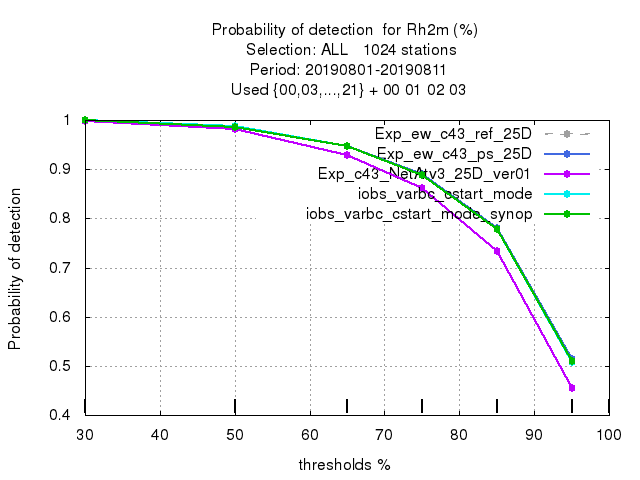 Probability of detection  for Rh2m (%)
Selection: ALL   1024 stations
Period: 20190801-20190811
Used {00,03,...,21} + 00 01 02 03
Exp_ew_c43_ref_25D
Exp_ew_c43_ps_25D
Exp_c43_NetAtv3_25D_ver01
iobs_varbc_cstart_mode
iobs_varbc_cstart_mode_synop
Probability of detection
1
0.9
0.8
0.7
0.6
0.5
0.4
30 40 50 60 70 80 90 100
thresholds %